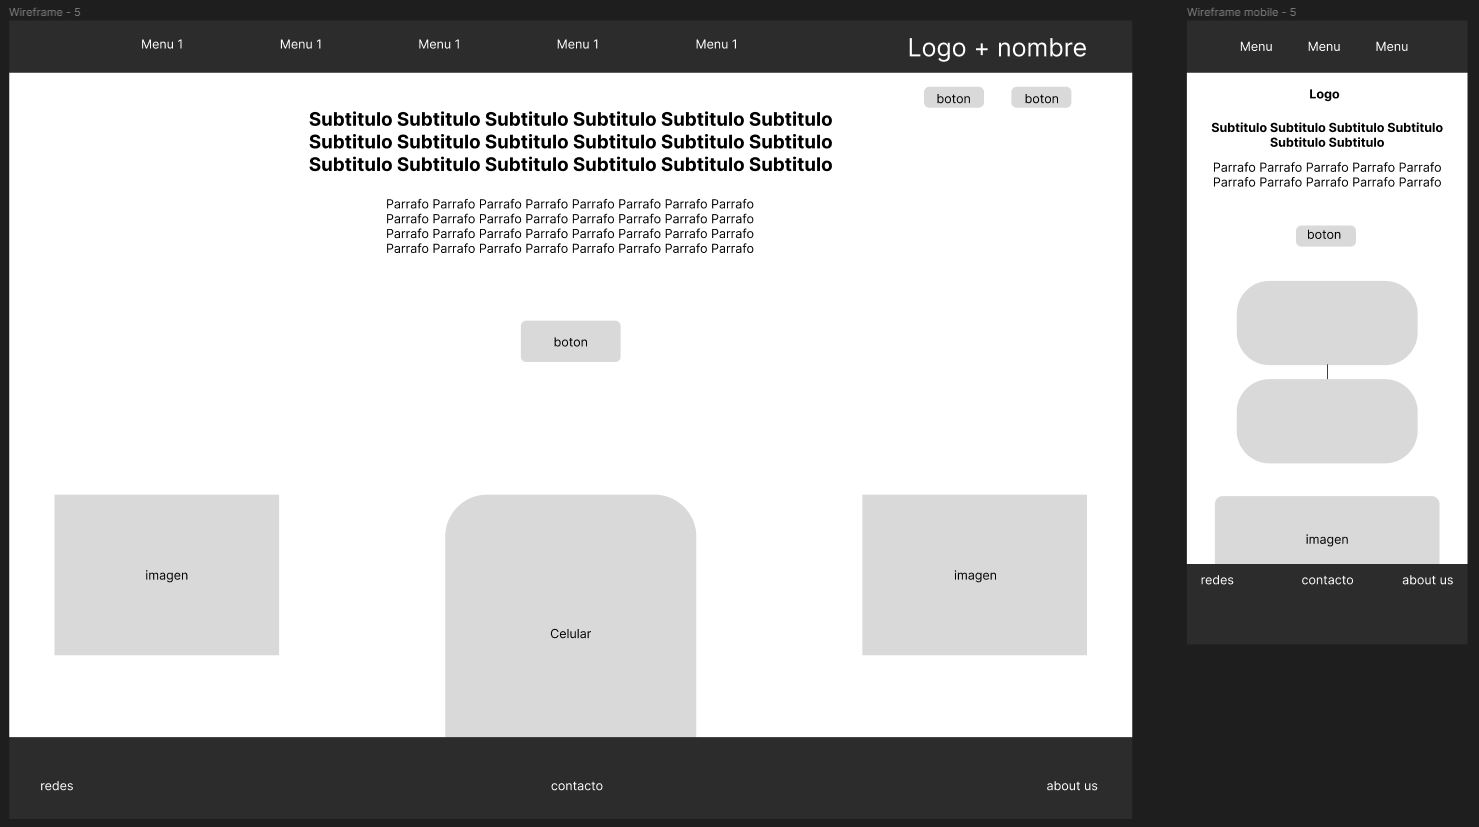 Wireframe - 5
Menu 1
Menu 1
Menu 1
Menu 1
Menu 1
Logo + nombre
boton
boton
Subtitulo Subtitulo Subtitulo Subtitulo Subtitulo Subtitulo
Subtitulo Subtitulo Subtitulo Subtitulo Subtitulo Subtitulo
Subtitulo Subtitulo Subtitulo Subtitulo Subtitulo Subtitulo
Parrafo Parrafo Parrafo Parrafo Parrafo Parrafo Parrafo Parrafo
Parrafo Parrafo Parrafo Parrafo Parrafo Parrafo Parrafo Parrafo
Parrafo Parrafo Parrafo Parrafo Parrafo Parrafo Parrafo Parrafo
Parrafo Parrafo Parrafo Parrafo Parrafo Parrafo Parrafo Parrafo
boton
imagen
Celular
imagen
redes
contacto
about us
Wireframe mobile - 5
Menu
Menu
Menu
Logo
Subtitulo Subtitulo Subtitulo Subtitulo
Subtitulo Subtitulo
Parrafo Parrafo Parrafo Parrafo Parrafo
Parrafo Parrafo Parrafo Parrafo Parrafo
boton
imagen
redes
contacto
about us